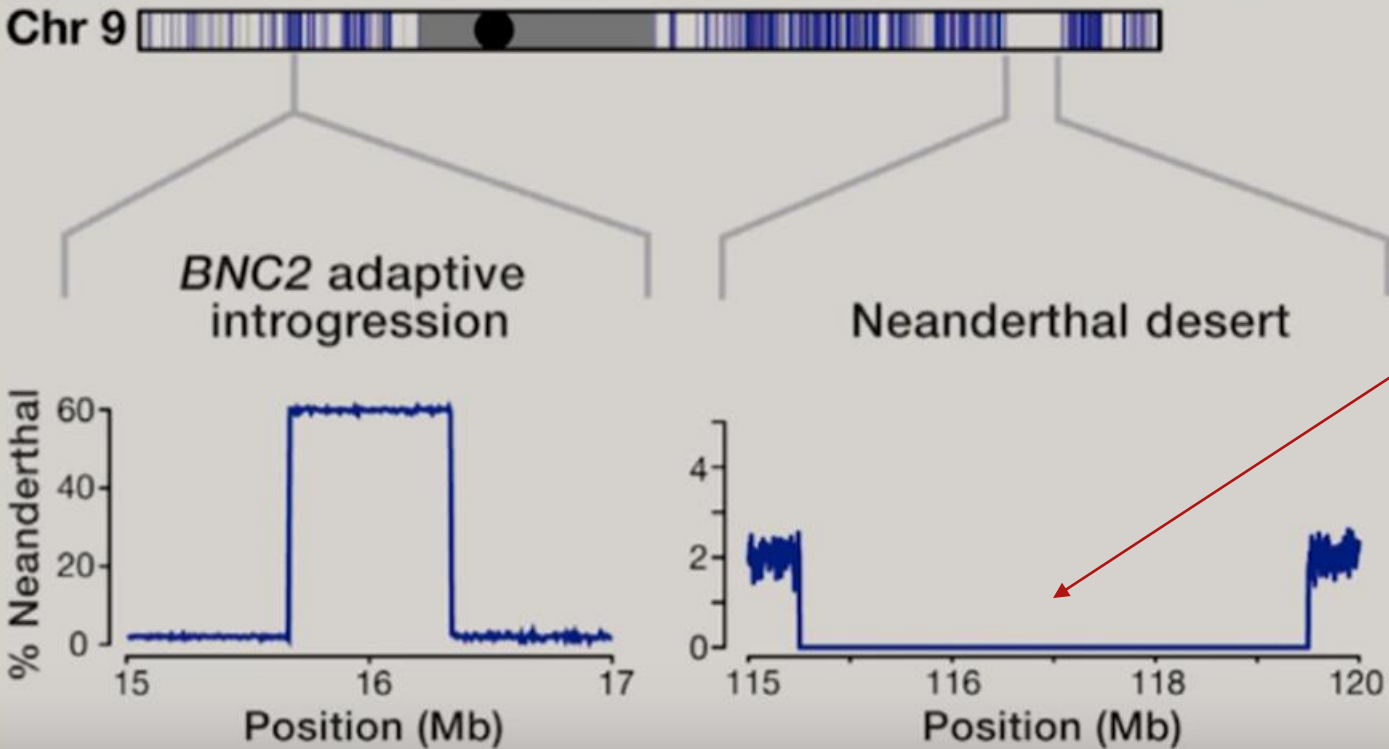 Chr 9
BNC2 adaptive
introgression
Neanderthal desert
% Neanderthal
60
40
20
0
15 16 17
Position (Mb)
4
2
0
115 116 118 120
Position (Mb)